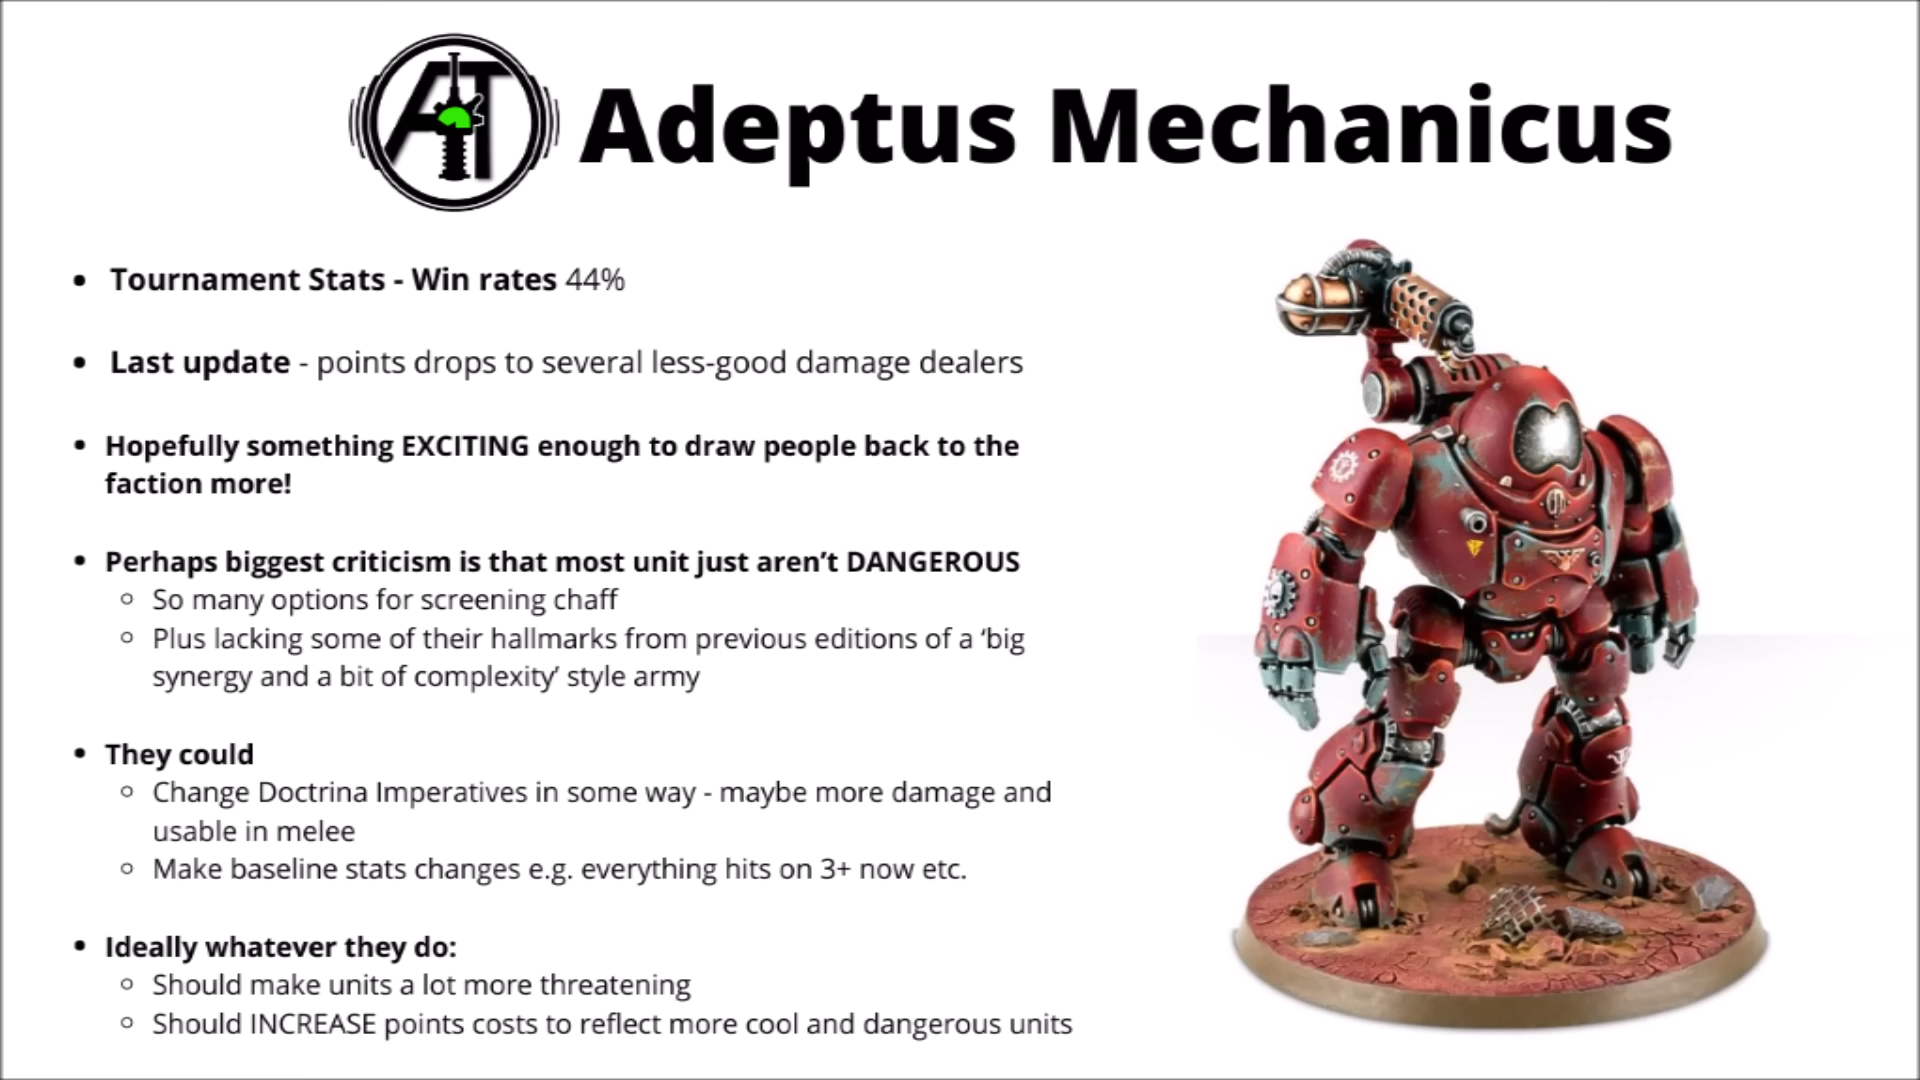 AT
Adeptus Mechanicus
• Tournament Stats - Win rates 44%
• Last update - points drops to several less-good damage dealers
• Hopefully something EXCITING enough to draw people back to the
faction more!
• Perhaps biggest criticism is that most unit just aren’t DANGEROUS
○ So many options for screening chaff
○ Plus lacking some of their hallmarks from previous editions of a ‘big
synergy and a bit of complexity’ style army
• They could
○ Change Doctrina Imperatives in some way - maybe more damage and
usable in melee
○ Make baseline stats changes e.g. everything hits on 3+ now etc.
• Ideally whatever they do:
○ Should make units a lot more threatening
○ Should INCREASE points costs to reflect more cool and dangerous units